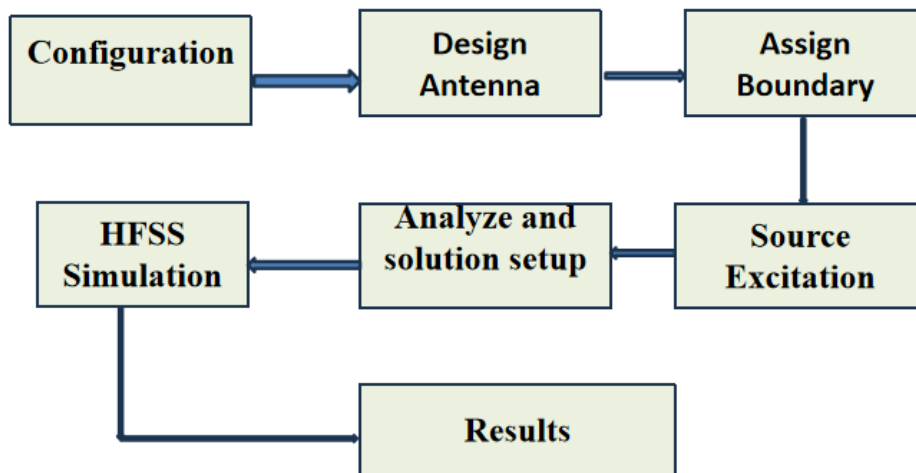 Configuration
Design
Antenna
Assign
Boundary
HFSS
Simulation
Analyze and
solution setup
Source
Excitation
Results